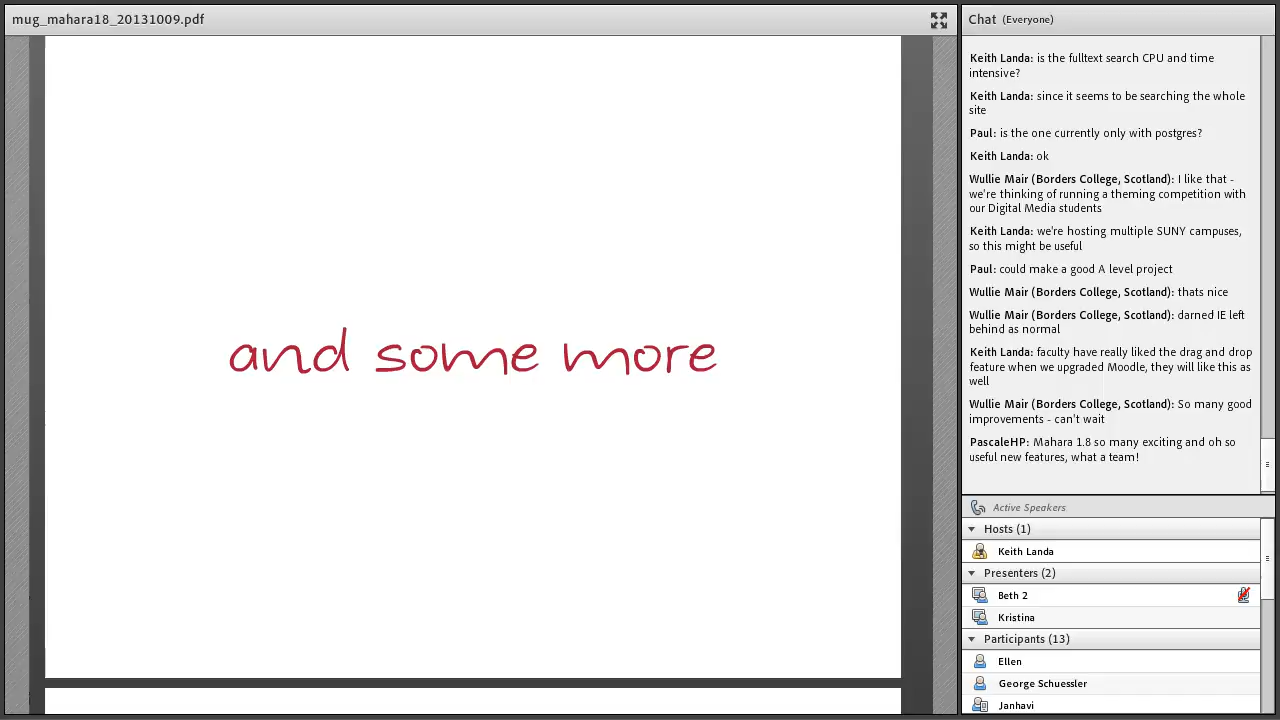 mug_mahara18_20131009.pdf
and some more
Chat (Everyone)
Keith Landa: is the fulltext search CPU and time
intensive?
Keith Landa: since it seems to be searching the whole
site
Paul: is the one currently only with postgres?
Keith Landa: ok
Wullie Mair (Borders College, Scotland): I like that -
we're thinking of running a theming competition with
our Digital Media students
Keith Landa: we're hosting multiple SUNY campuses,
so this might be useful
Paul: could make a good A level project
Wullie Mair (Borders College, Scotland): thats nice
Wullie Mair (Borders College, Scotland): darned IE left
behind as normal
Keith Landa: faculty have really liked the drag and drop
feature when we upgraded Moodle, they will like this as
well
Wullie Mair (Borders College, Scotland): So many good
improvements - can't wait
PascaleHP: Mahara 1.8 so many exciting and oh so
useful new features, what a team!
Active Speakers
Hosts (1)
Keith Landa
Presenters (2)
Beth 2
Kristina
Participants (13)
Ellen
George Schuessler
Janhavi